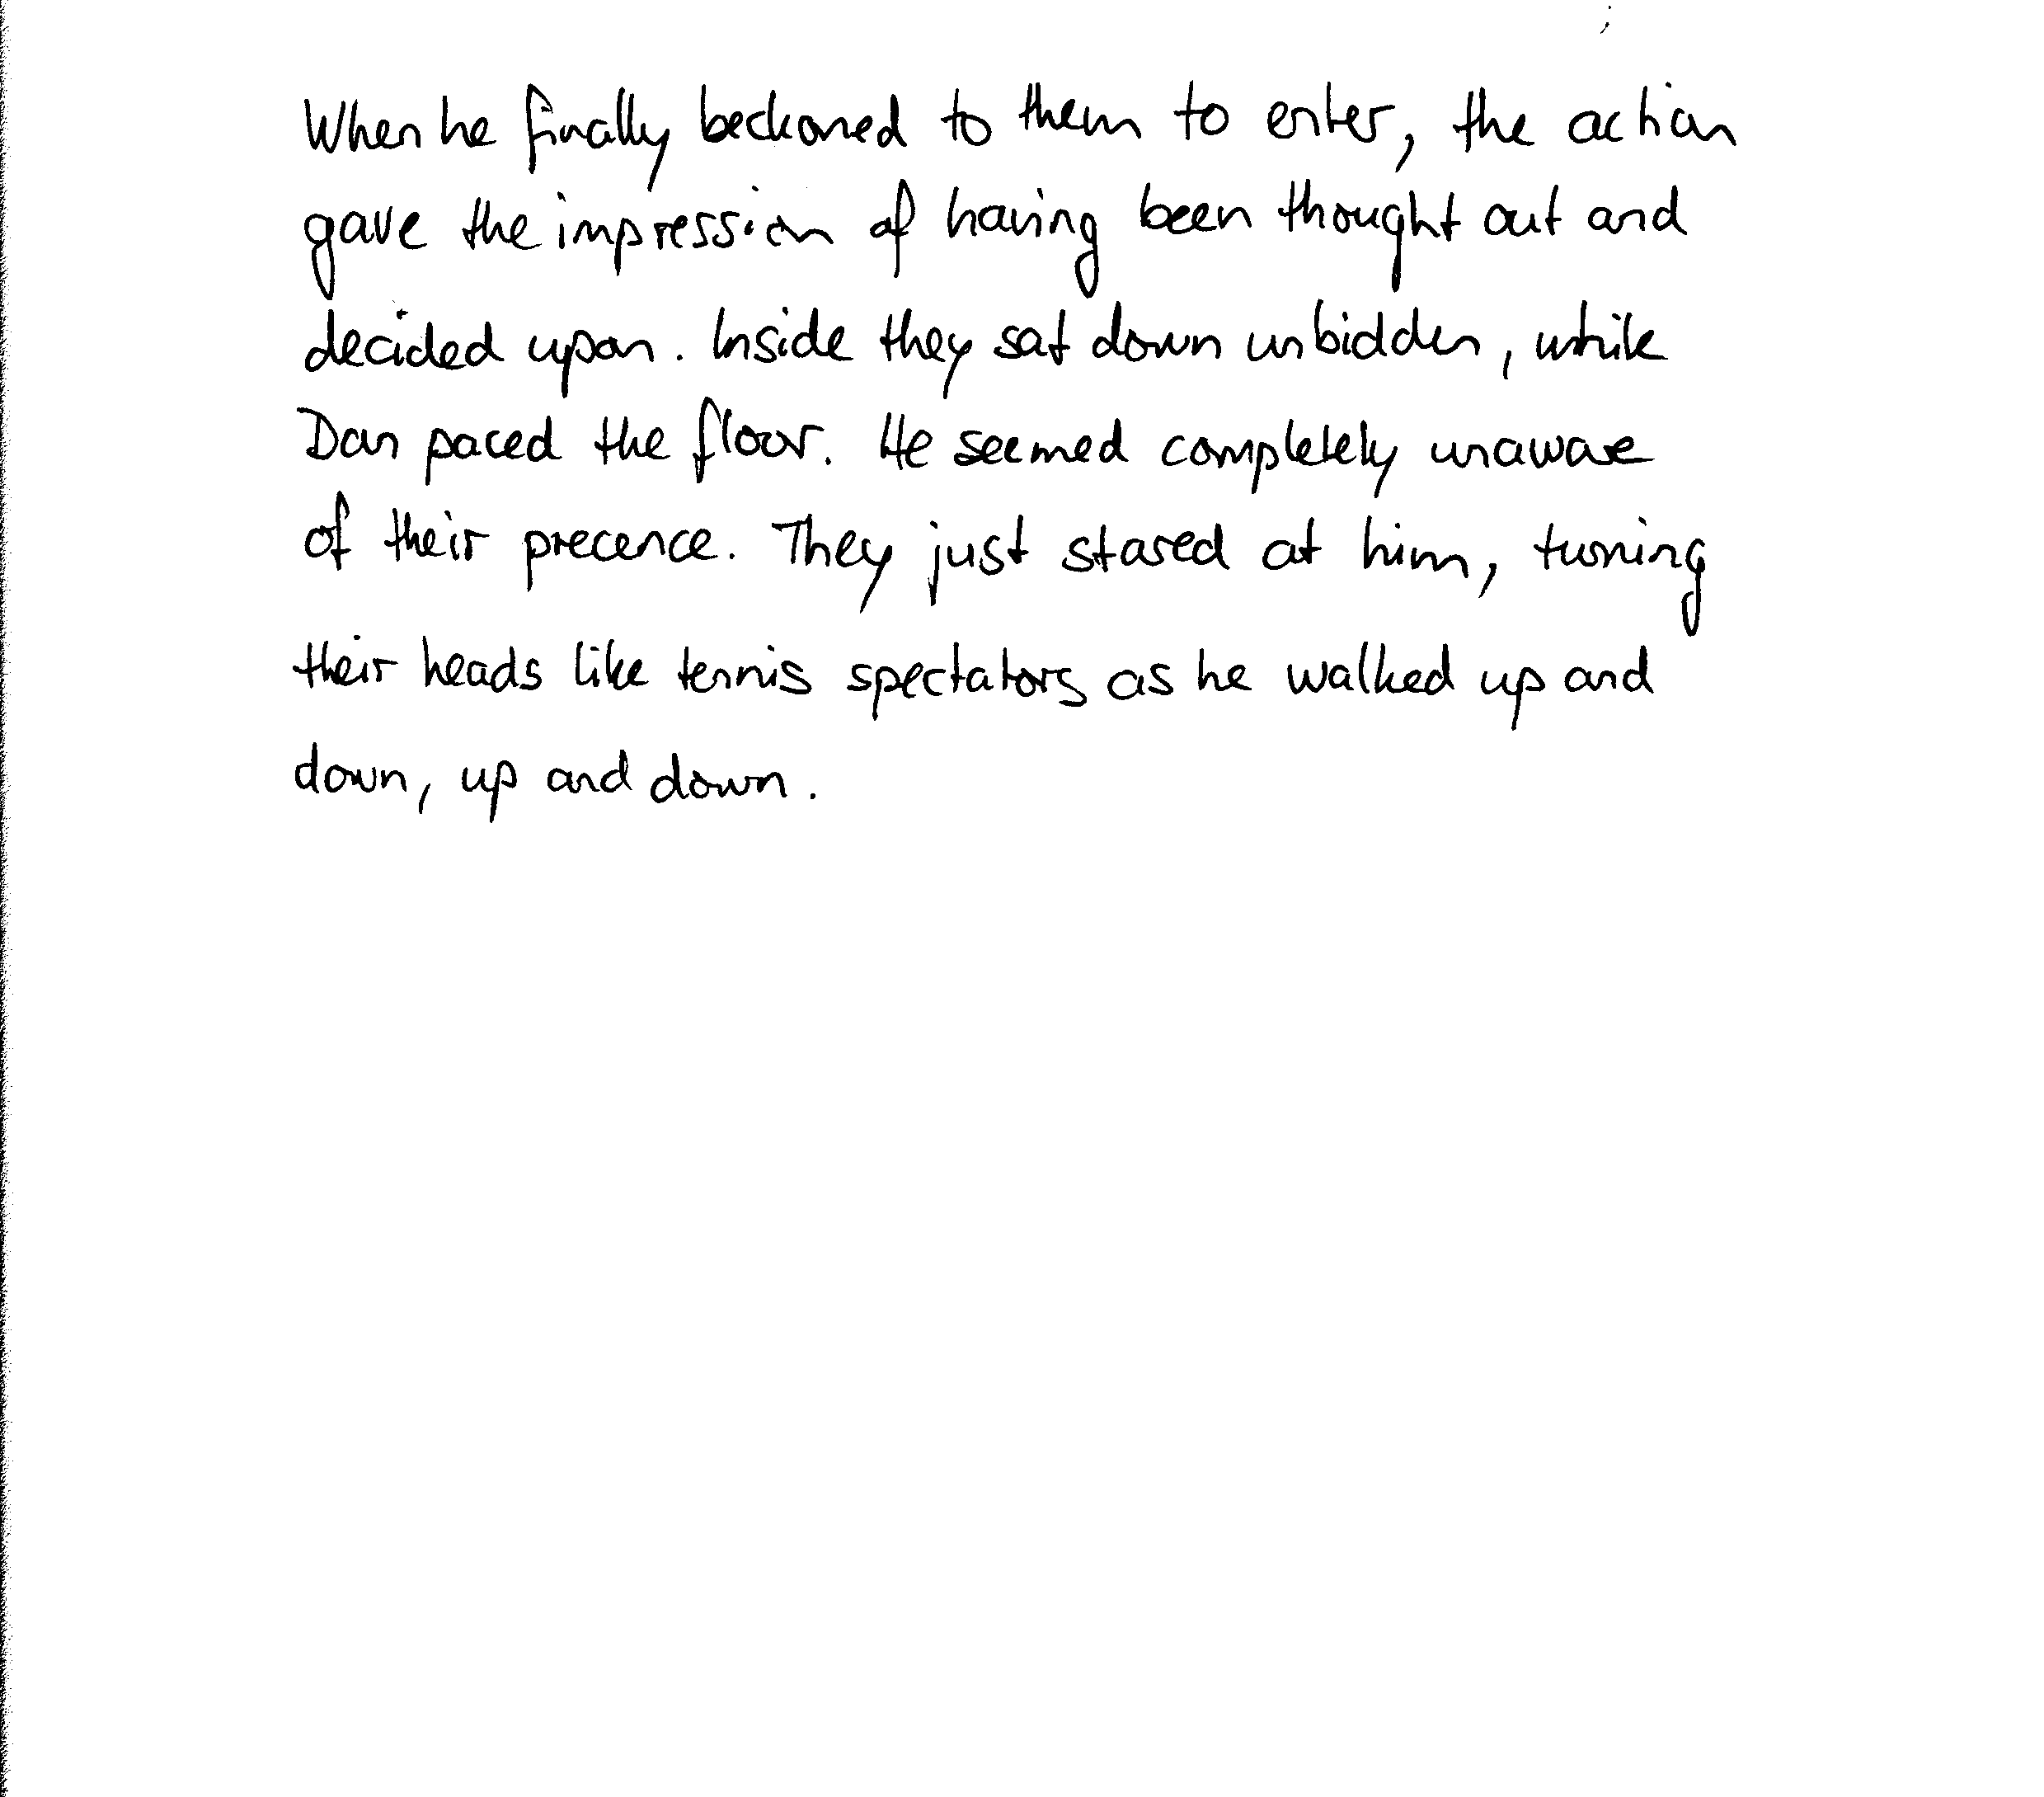 When he finally beckoned to them to enter, the action
gave the impression of having been thought out and
decided upon. Inside they sat down unbidden, while
Dan paced the floor. He seemed completely unaware
of their precence. They just stared at him, turning
their heads like tennis spectators as he walked up and
down, up and down.